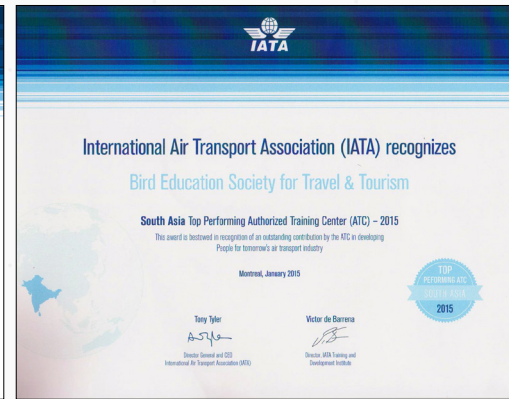 IATA
International Air Transport Association (IATA) recognizes
Bird Education Society for Travel & Tourism
South Asia Top Performing Authorized Training Center (ATC) – 2015
This award is bestowed in recognition of an outstanding contribution by the ATC in developing
People for tomorrow's air transport industry
Montreal, January 2015
TOP
PEFORMING ATC
SOUTH ASIA
2015
Tony Tyler
Victor de Barrena
Director General and CEO
International Air Transport Association (IATA)
Director, IATA Training and
Development Institute